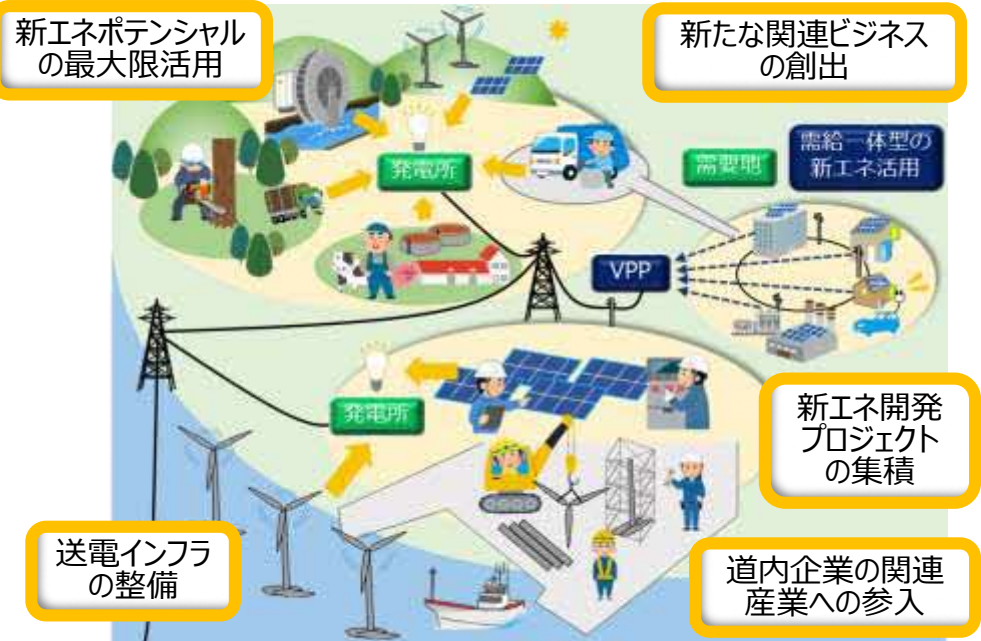 新エネポテンシャル
の最大限活用
新たな関連ビジネス
の創出
発電所
需要地
需給一体型の
新エネ活用
VPP
発電所
新エネ開発
プロジェクト
の集積
送電インフラ
の整備
道内企業の関連
産業への参入